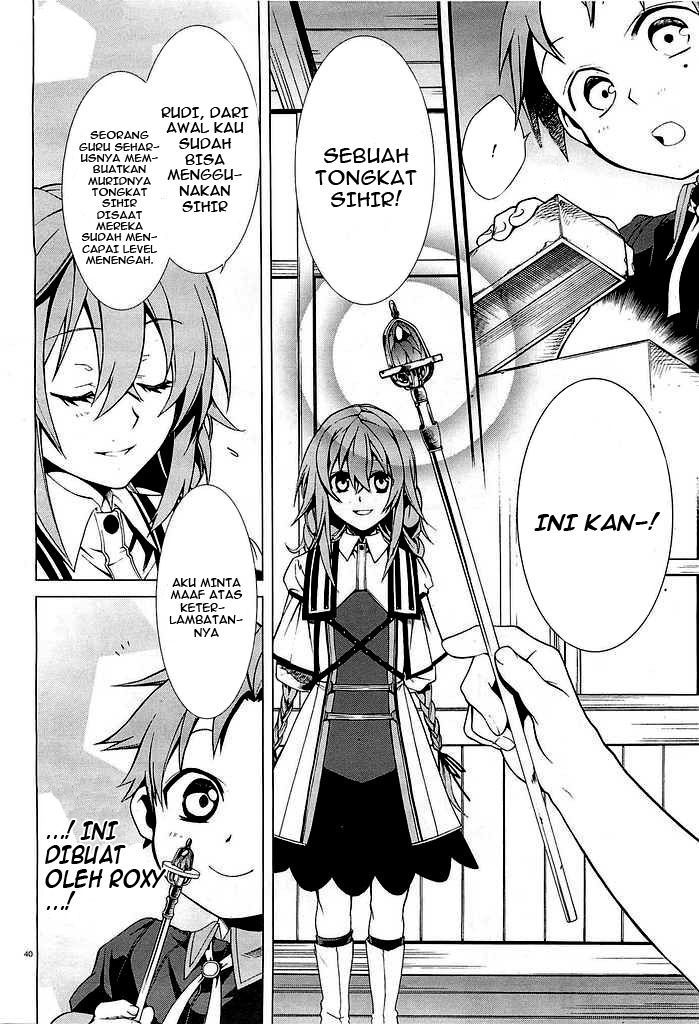 !
INI KAN-!
SEBUAH
TONGKAT
SIHIR!
RUDI, DARI
AWAL KAU
SUDAH
BISA
MENGGU-
NAKAN
SIHIR
SEORANG
GURU SEHAR-
USNYA MEM-
BUATKAN
MURIDNYA
TONGKAT
SIHIR
DISAAT
MEREKA
SUDAH MEN-
CAPAI LEVEL
MENENGAH.
AKU MINTA
MAAF ATAS
KETER-
LAMBATAN-
NYA
...! INI
DIBUAT
OLEH ROXY
....!
40